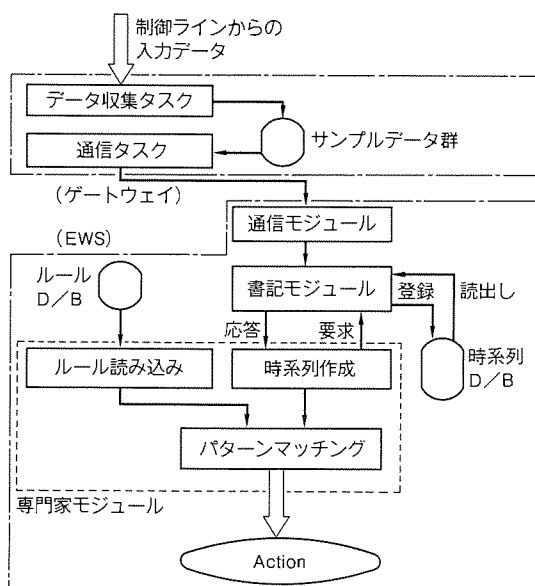 制御ラインからの
入力データ
データ収集タスク
サンプルデータ群
通信タスク
(ゲートウェイ)
通信モジュール
(EWS)
ルール
D/B
書記モジュール
登録
読出し
応答
要求
時系列
D/B
ルール読み込み
時系列作成
パターンマッチング
専門家モジュール
Action